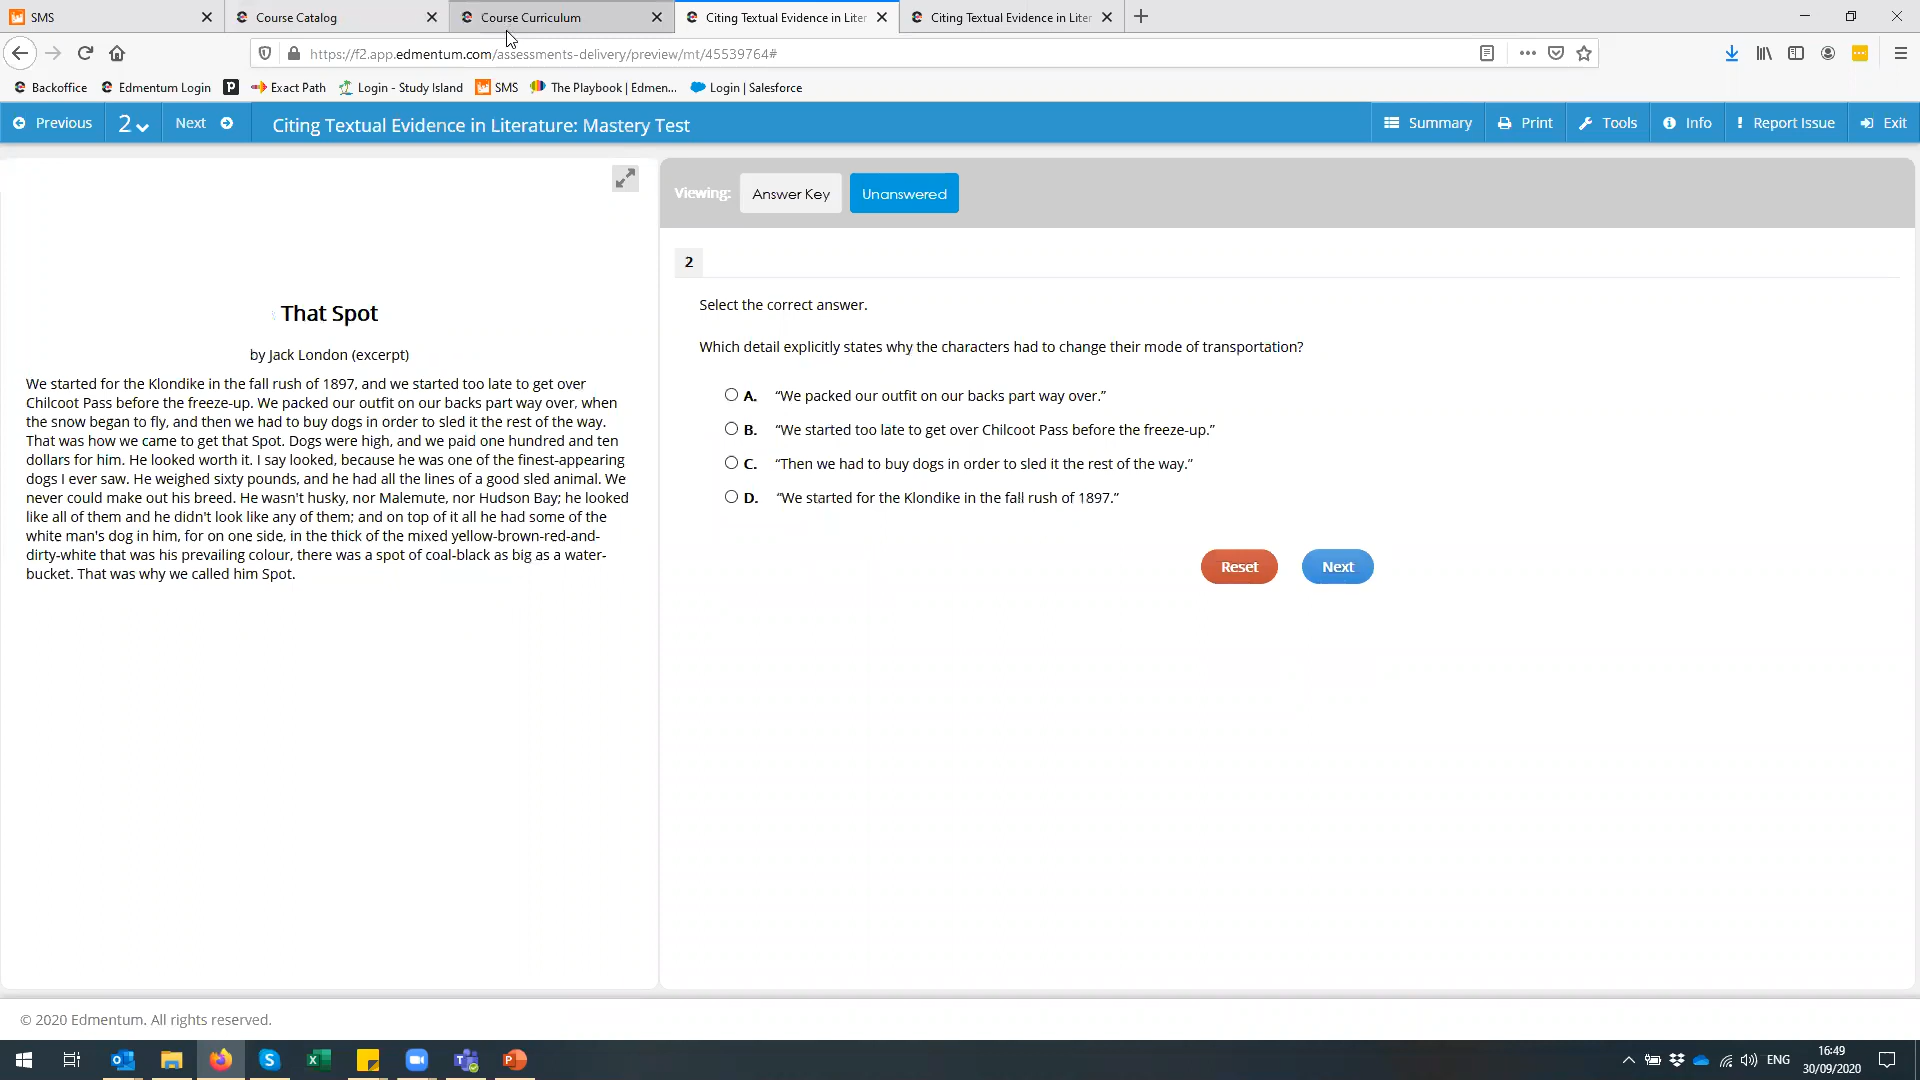 SMS
Course Catalog
Course Curriculum
Citing Textual Evidence in Liter
Citing Textual Evidence in Liter
https://f2.app.edmentum.com/assessments-delivery/preview/mt/45539764#
Backoffice
Edmentum Login
Exact Path
Login - Study Island
SMS
The Playbook | Edmen...
Login | Salesforce
Previous
2
Next
Citing Textual Evidence in Literature: Mastery Test
Summary
Print
Tools
Info
Report Issue
Exit
Viewing:
Answer Key
Unanswered
That Spot
by Jack London (excerpt)
We started for the Klondike in the fall rush of 1897, and we started too late to get over
Chilcoot Pass before the freeze-up. We packed our outfit on our backs part way over, when
the snow began to fly, and then we had to buy dogs in order to sled it the rest of the way.
That was how we came to get that Spot. Dogs were high, and we paid one hundred and ten
dollars for him. He looked worth it. I say looked, because he was one of the finest-appearing
dogs I ever saw. He weighed sixty pounds, and he had all the lines of a good sled animal. We
never could make out his breed. He wasn't husky, nor Malemute, nor Hudson Bay; he looked
like all of them and he didn't look like any of them; and on top of it all he had some of the
white man's dog in him, for on one side, in the thick of the mixed yellow-brown-red-and-
dirty-white that was his prevailing colour, there was a spot of coal-black as big as a water-
bucket. That was why we called him Spot.
2
Select the correct answer.
Which detail explicitly states why the characters had to change their mode of transportation?
A. “We packed our outfit on our backs part way over.”
B. “We started too late to get over Chilcoot Pass before the freeze-up.”
C. “Then we had to buy dogs in order to sled it the rest of the way.”
D. “We started for the Klondike in the fall rush of 1897.”
Reset
Next
© 2020 Edmentum. All rights reserved.
ENG
16:49
30/09/2020